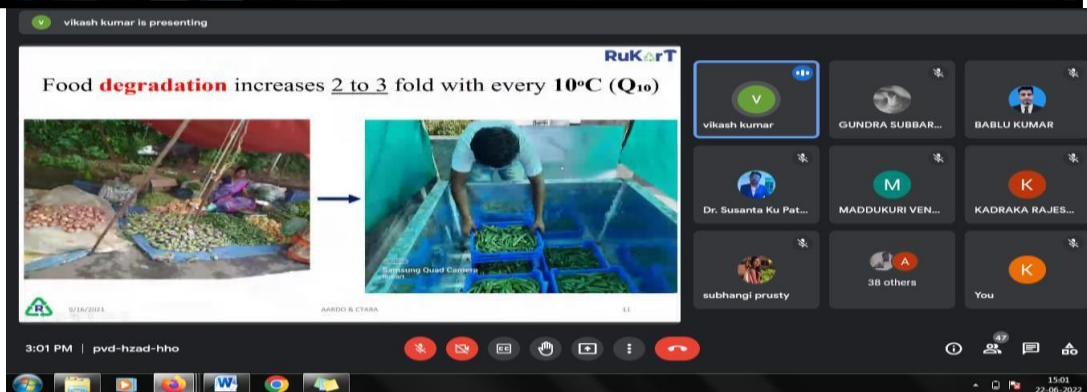 V vikash kumar is presenting
RuKarT
Food degradation increases 2 to 3 fold with every 10°C (Q₁₀)
Samsung Quad Camera
R 9/16/2021 AARDO & CTARA 11
V
vikash kumar
GUNDRA SUBBAR...
BABLU KUMAR
M
K
Dr. Susanta Ku Pat...
MADDUKURI VEN...
KADRAKA RAJES...
A
K
subhangi prusty
38 others
You
3:01 PM | pvd-hzad-hho
CC
47
W
15:01
22-06-2022